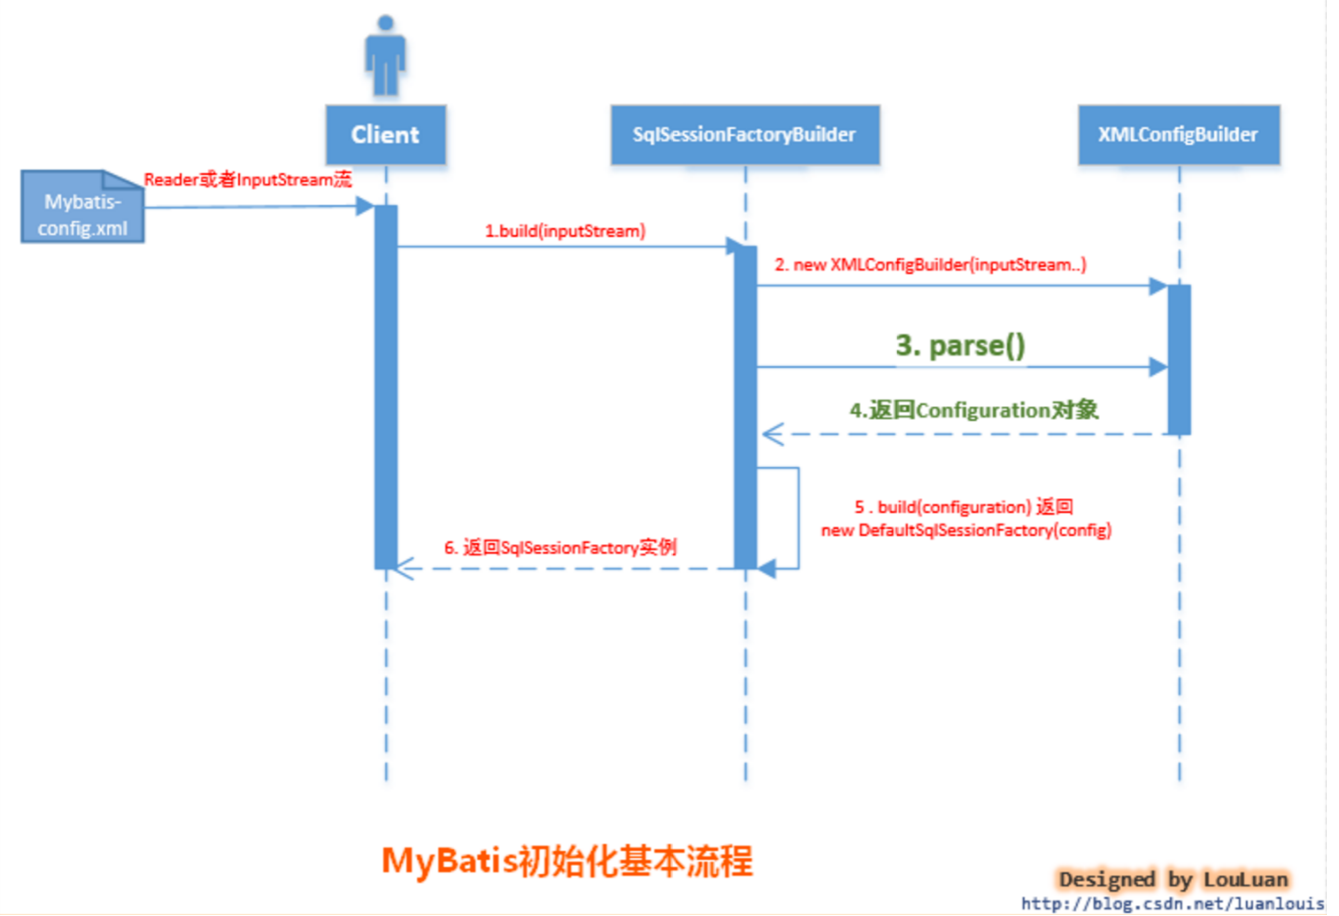 Client
SqlSessionFactoryBuilder
XMLConfigBuilder
Reader或者InputStream流
Mybatis-
config.xml
1.build(inputStream)
2. new XMLConfigBuilder(inputStream..)
3. parse()
4.返回Configuration对象
5 . build(configuration) 返回
new DefaultSqlSessionFactory(config)
6. 返回SqlSessionFactory实例
MyBatis初始化基本流程
Designed by LouLuan
http://blog.csdn.net/luanlouis